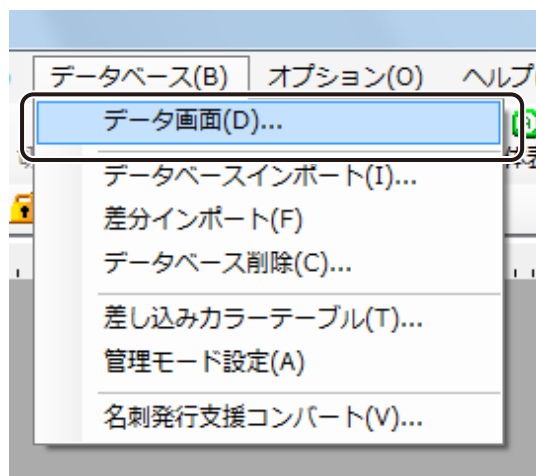 データベース(B) オプション(O) ヘルプ(
データ画面(D)...
データベースインポート(I)...
差分インポート(F)
データベース削除(C)...
差し込みカラーテーブル(T)...
管理モード設定(A)
名刺発行支援コンバート(V)...